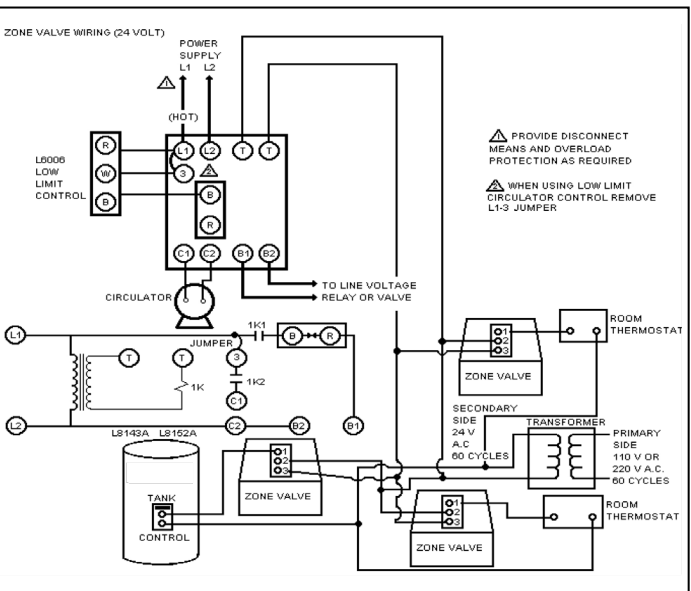 ZONE VALVE WIRING (24 VOLT)
POWER
SUPPLY
L1 L2
1
(HOT)
R
W
B
L6006
LOW
LIMIT
CONTROL
L1 L2 T T
3
2
B
R
C1 C2 B1 B2
1 PROVIDE DISCONNECT
MEANS AND OVERLOAD
PROTECTION AS REQUIRED
2 WHEN USING LOW LIMIT
CIRCULATOR CONTROL REMOVE
L1-3 JUMPER
TO LINE VOLTAGE
RELAY OR VALVE
CIRCULATOR
L1
JUMPER
1K1
B R
T T
3
1K
1K2
C1
L2
C2 B2 B1
L8143A L8152A
1
2
3
ZONE VALVE
ROOM
THERMOSTAT
SECONDARY
SIDE
24 V
A.C
60 CYCLES
TRANSFORMER
PRIMARY
SIDE
110 V OR
220 V A.C.
60 CYCLES
TANK
CONTROL
1
2
3
ZONE VALVE
1
2
3
ZONE VALVE
ROOM
THERMOSTAT